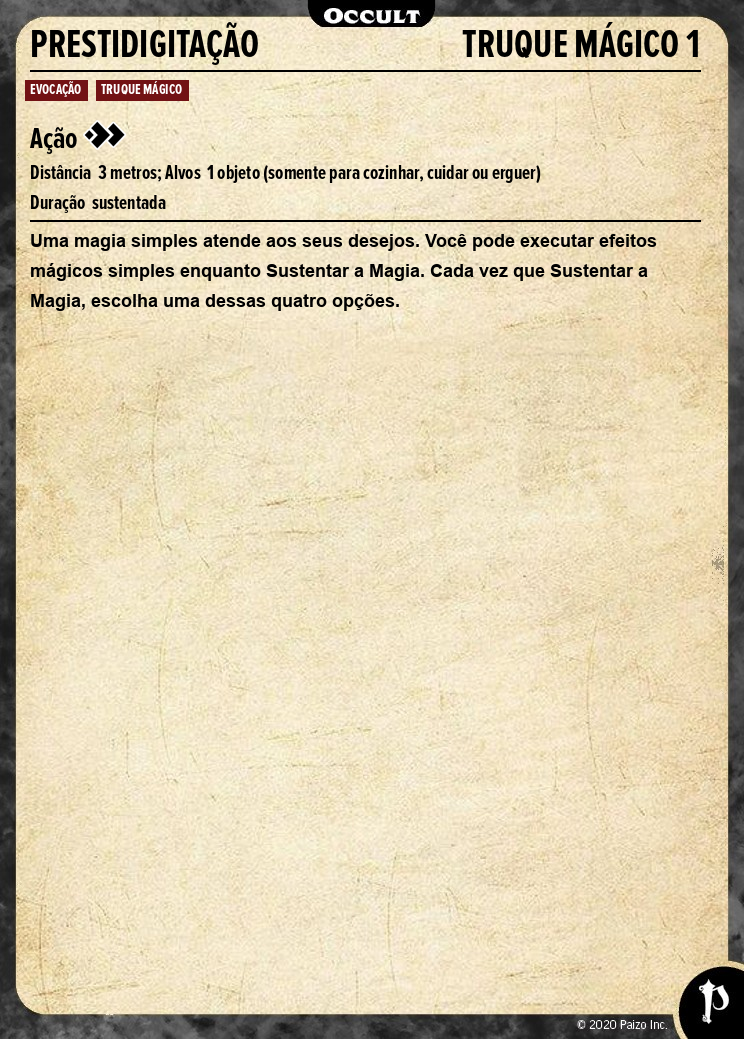 OCCULT
PRESTIDIGITAÇÃO TRUQUE MÁGICO 1
EVOCAÇÃO TRUQUE MÁGICO
Ação
Distância 3 metros; Alvos 1 objeto (somente para cozinhar, cuidar ou erguer)
Duração sustentada
Uma magia simples atende aos seus desejos. Você pode executar efeitos
mágicos simples enquanto Sustentar a Magia. Cada vez que Sustentar a
Magia, escolha uma dessas quatro opções.
© 2020 Paizo Inc.
P